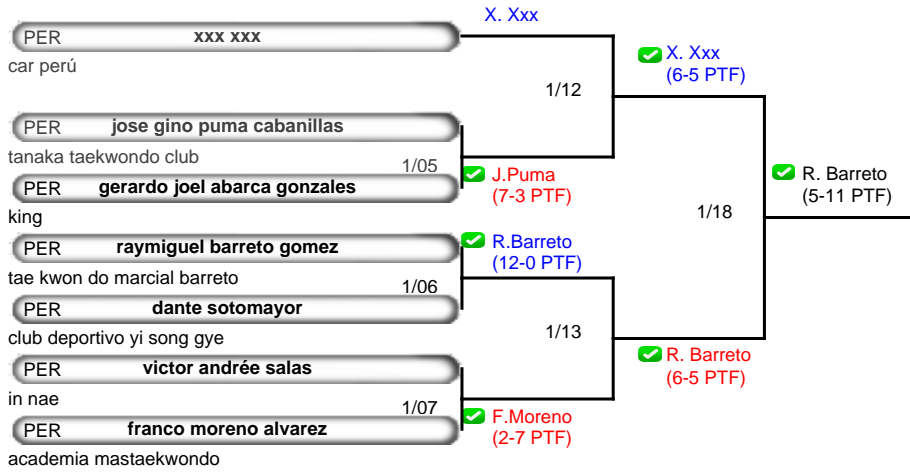 X. Xxx
PER xxx xxx
car perú
X. Xxx
(6-5 PTF)
1/12
PER jose gino puma cabanillas
tanaka taekwondo club
1/05
J.Puma
(7-3 PTF)
R. Barreto
(5-11 PTF)
PER gerardo joel abarca gonzales
king
1/18
PER raymiguel barreto gomez
R.Barreto
(12-0 PTF)
tae kwon do marcial barreto
1/06
PER dante sotomayor
club deportivo yi song gye
1/13
R. Barreto
(6-5 PTF)
PER victor andrée salas
in nae
1/07
F.Moreno
(2-7 PTF)
PER franco moreno alvarez
academia mastaekwondo